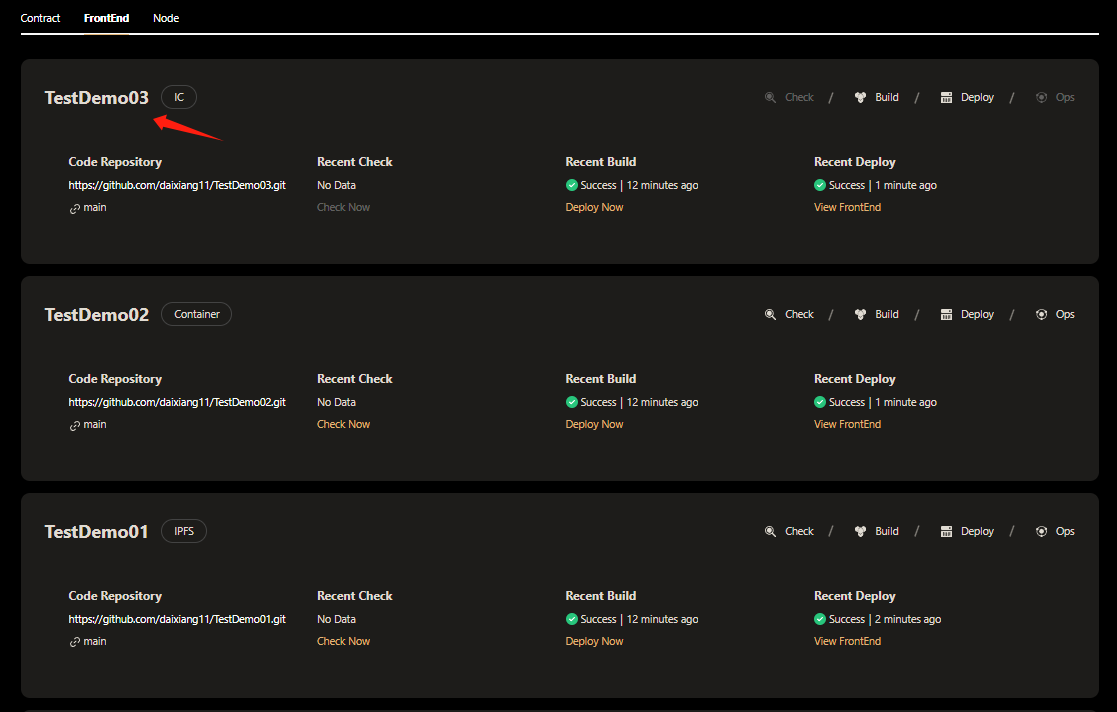 Contract FrontEnd Node
TestDemo03 IC Check / Build / Deploy / Ops
Code Repository Recent Check Recent Build Recent Deploy
https://github.com/daixiang11/TestDemo03.git No Data Success | 12 minutes ago Success | 1 minute ago
main Check Now Deploy Now View FrontEnd
TestDemo02 Container Check / Build / Deploy / Ops
Code Repository Recent Check Recent Build Recent Deploy
https://github.com/daixiang11/TestDemo02.git No Data Success | 12 minutes ago Success | 1 minute ago
main Check Now Deploy Now View FrontEnd
TestDemo01 IPFS Check / Build / Deploy / Ops
Code Repository Recent Check Recent Build Recent Deploy
https://github.com/daixiang11/TestDemo01.git No Data Success | 12 minutes ago Success | 2 minutes ago
main Check Now Deploy Now View FrontEnd